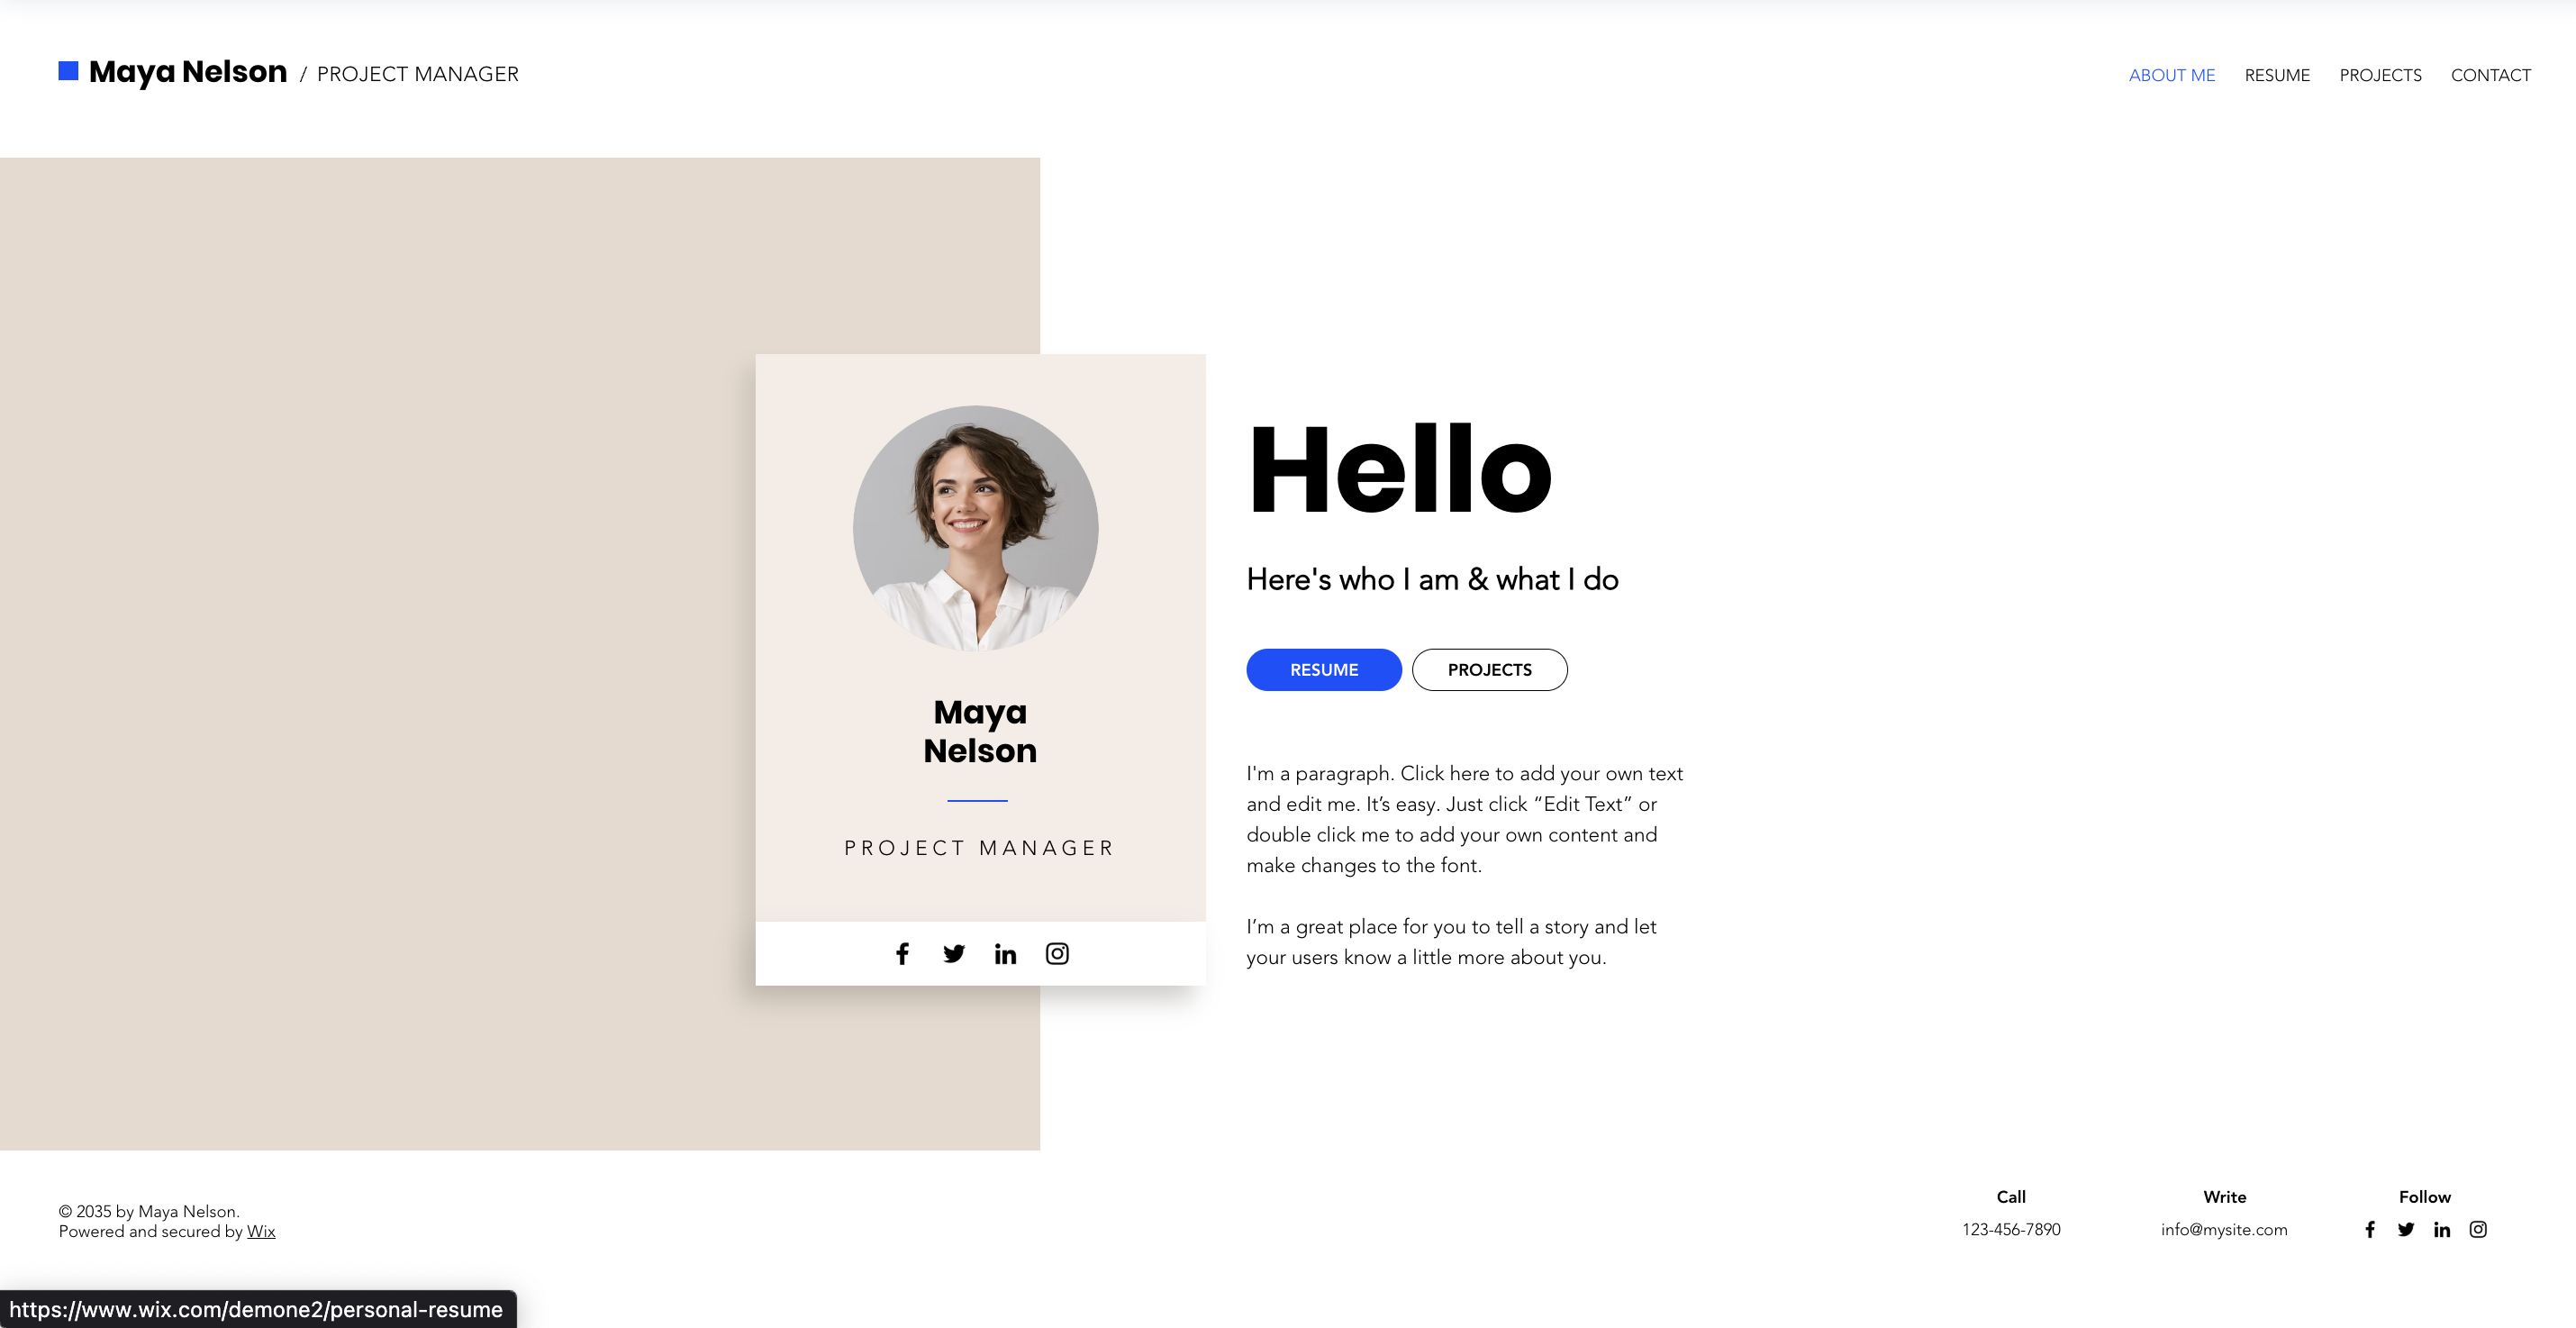 Maya Nelson / PROJECT MANAGER
ABOUT ME RESUME PROJECTS CONTACT
Maya
Nelson
PROJECT MANAGER
Hello
Here's who I am & what I do
RESUME PROJECTS
I'm a paragraph. Click here to add your own text
and edit me. It’s easy. Just click “Edit Text” or
double click me to add your own content and
make changes to the font.
I’m a great place for you to tell a story and let
your users know a little more about you.
© 2035 by Maya Nelson.
Powered and secured by Wix
Call
123-456-7890
Write
info@mysite.com
Follow
https://www.wix.com/demone2/personal-resume